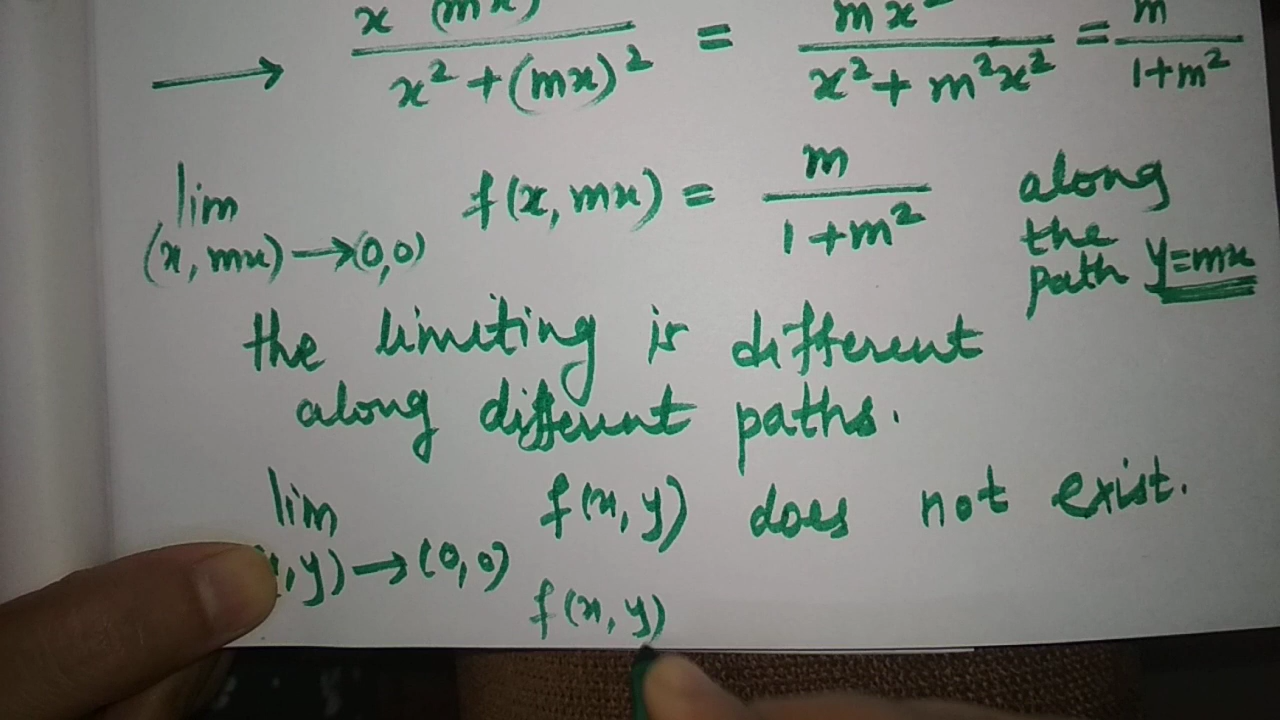 x (mx) / x² + (mx)² = mx² / x² + m²x² = m / 1+m²
lim (x, mx) → (0,0) f(x, mx) = m / 1+m² along the path y=mx
the limiting is different
along different paths.
lim ,y) → (0,0) f(x, y) does not exist.
f(x, y)